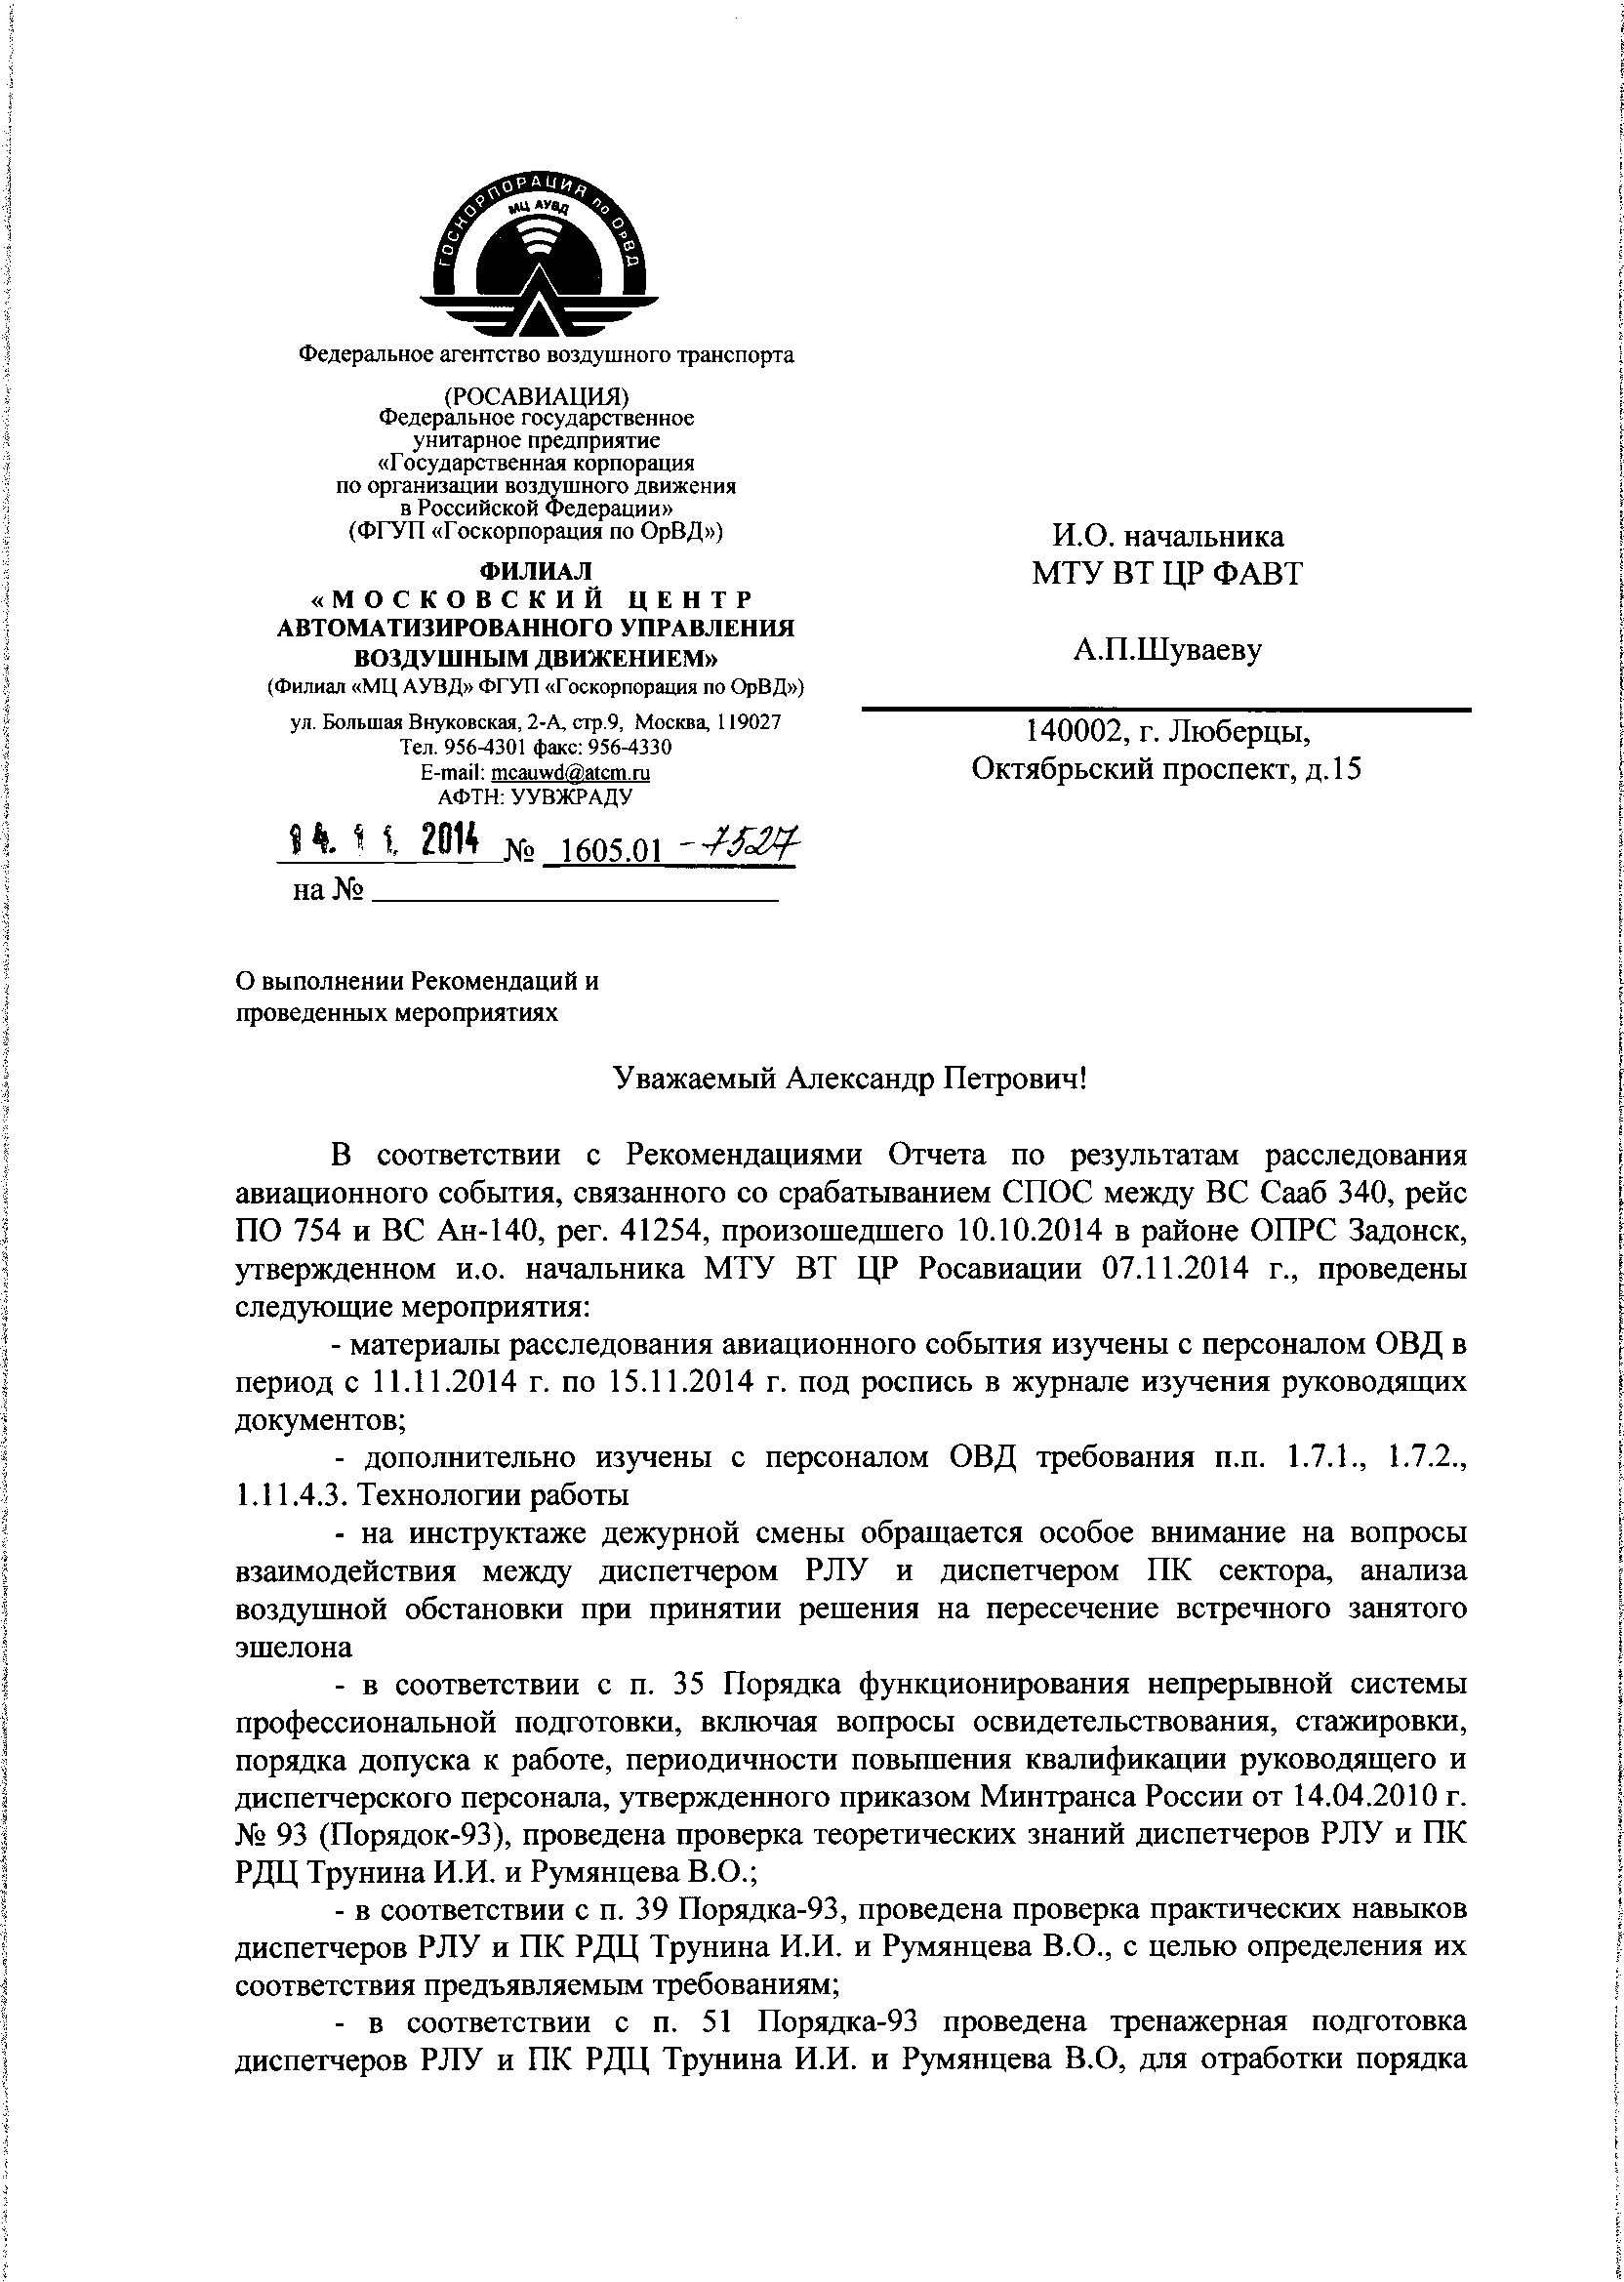 ГОСКОРПОРАЦИЯ по ОрВД
МЦ АУВД
Федеральное агентство воздушного транспорта
(РОСАВИАЦИЯ)
Федеральное государственное
унитарное предприятие
«Государственная корпорация
по организации воздушного движения
в Российской Федерации»
(ФГУП «Госкорпорация по ОрВД»)
ФИЛИАЛ
«МОСКОВСКИЙ ЦЕНТР
АВТОМАТИЗИРОВАННОГО УПРАВЛЕНИЯ
ВОЗДУШНЫМ ДВИЖЕНИЕМ»
(Филиал «МЦ АУВД» ФГУП «Госкорпорация по ОрВД»)
ул. Большая Внуковская, 2-А, стр.9, Москва, 119027
Тел. 956-4301 факс: 956-4330
E-mail: mcauwd@atcm.ru
АФТН: УУВЖРАДУ
14. 11. 2014 № 1605.01 -7527
на №
И.О. начальника
МТУ ВТ ЦР ФАВТ
А.П.Шуваеву
140002, г. Люберцы,
Октябрьский проспект, д.15
О выполнении Рекомендаций и
проведенных мероприятиях
Уважаемый Александр Петрович!
В соответствии с Рекомендациями Отчета по результатам расследования
авиационного события, связанного со срабатыванием СПОС между ВС Сааб 340, рейс
ПО 754 и ВС Ан-140, рег. 41254, произошедшего 10.10.2014 в районе ОПРС Задонск,
утвержденном и.о. начальника МТУ ВТ ЦР Росавиации 07.11.2014 г., проведены
следующие мероприятия:
- материалы расследования авиационного события изучены с персоналом ОВД в
период с 11.11.2014 г. по 15.11.2014 г. под роспись в журнале изучения руководящих
документов;
- дополнительно изучены с персоналом ОВД требования п.п. 1.7.1., 1.7.2.,
1.11.4.3. Технологии работы
- на инструктаже дежурной смены обращается особое внимание на вопросы
взаимодействия между диспетчером РЛУ и диспетчером ПК сектора, анализа
воздушной обстановки при принятии решения на пересечение встречного занятого
эшелона
- в соответствии с п. 35 Порядка функционирования непрерывной системы
профессиональной подготовки, включая вопросы освидетельствования, стажировки,
порядка допуска к работе, периодичности повышения квалификации руководящего и
диспетчерского персонала, утвержденного приказом Минтранса России от 14.04.2010 г.
№ 93 (Порядок-93), проведена проверка теоретических знаний диспетчеров РЛУ и ПК
РДЦ Трунина И.И. и Румянцева В.О.;
- в соответствии с п. 39 Порядка-93, проведена проверка практических навыков
диспетчеров РЛУ и ПК РДЦ Трунина И.И. и Румянцева В.О., с целью определения их
соответствия предъявляемым требованиям;
- в соответствии с п. 51 Порядка-93 проведена тренажерная подготовка
диспетчеров РЛУ и ПК РДЦ Трунина И.И. и Румянцева В.О, для отработки порядка